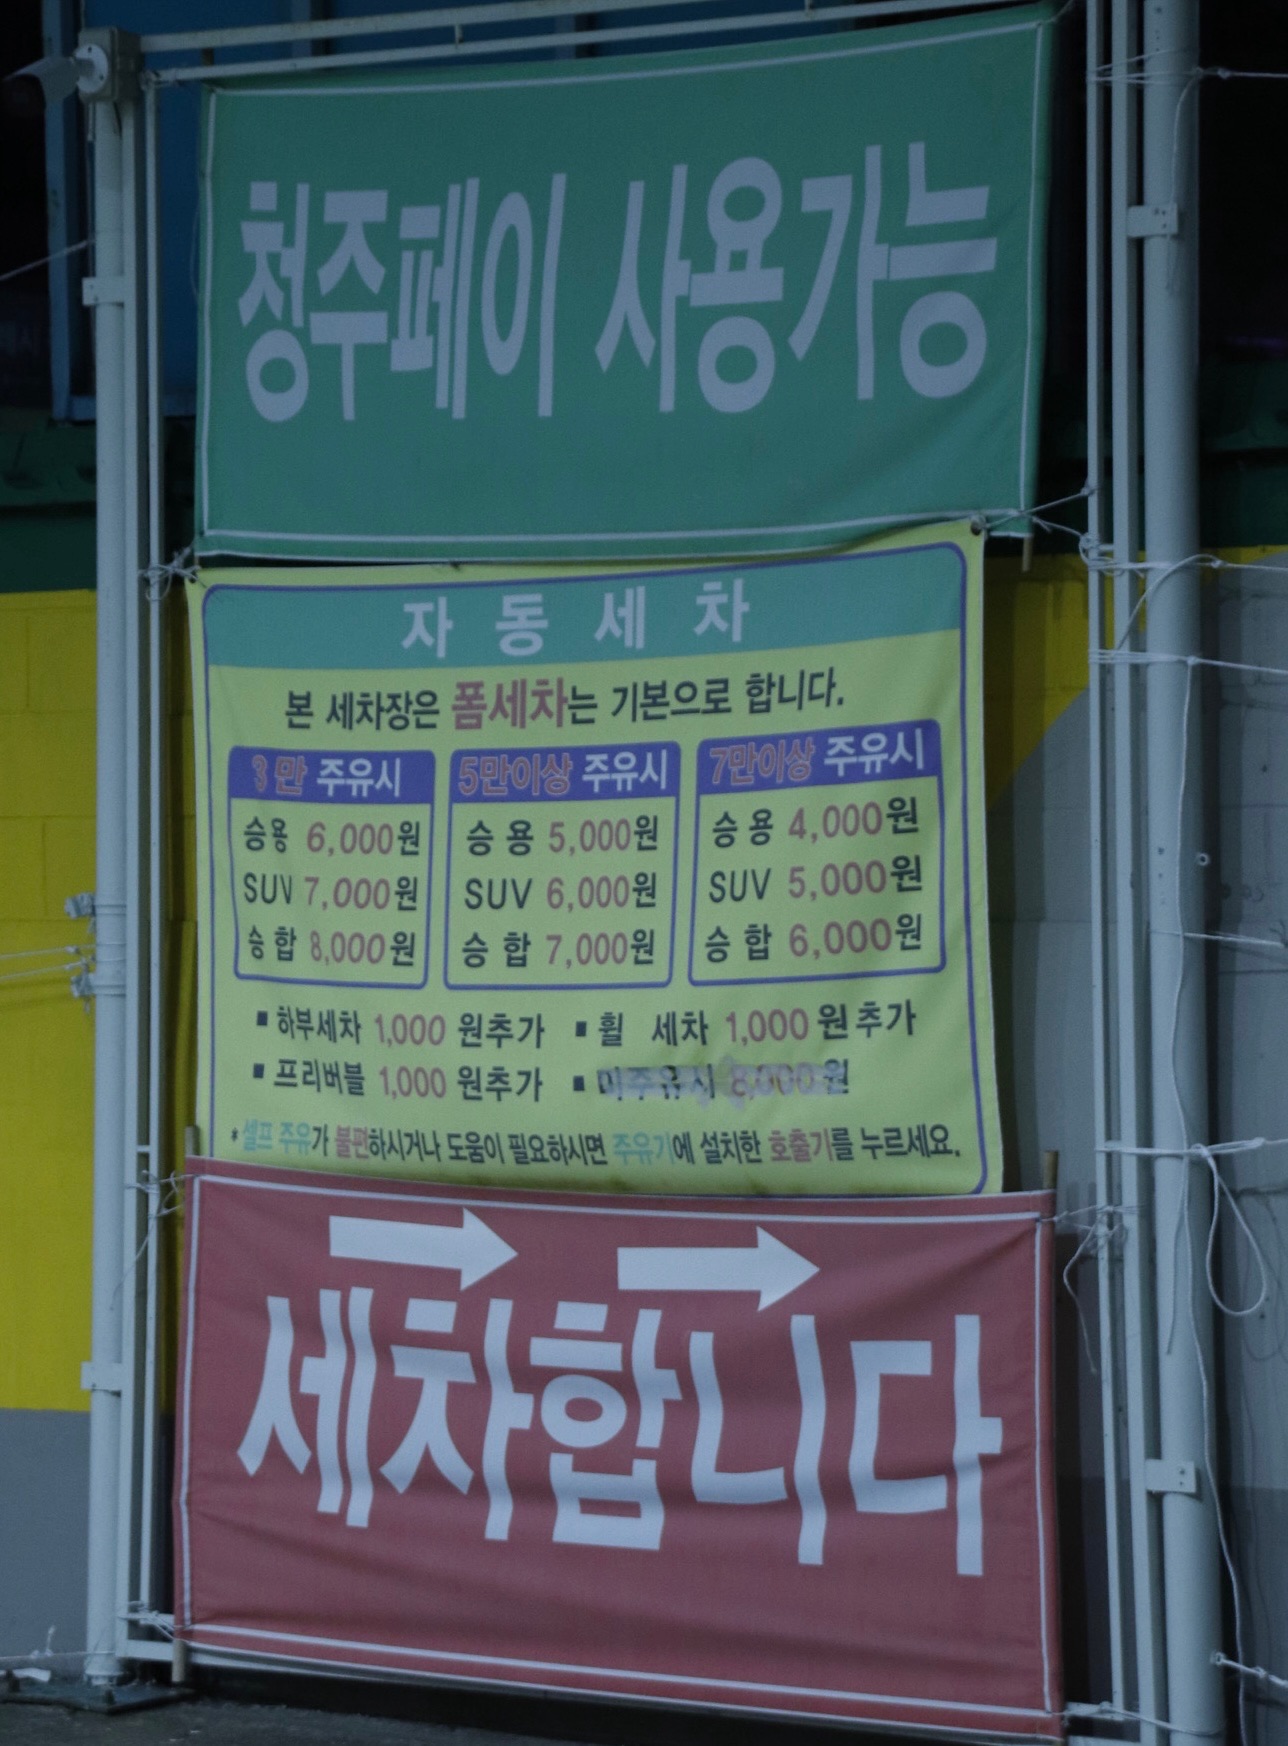 청주페이 사용가능
자동세차
본 세차장은 폼세차는 기본으로 합니다.
3만 주유시 5만이상 주유시 7만이상 주유시
승용 6,000원 승용 5,000원 승용 4,000원
SUV 7,000원 SUV 6,000원 SUV 5,000원
승합 8,000원 승합 7,000원 승합 6,000원
▪하부세차 1,000 원추가 ▪휠 세차 1,000 원추가
▪프리버블 1,000 원추가 ▪미주유시 8,000원
*셀프 주유가 불편하시거나 도움이 필요하시면 주유기에 설치한 호출기를 누르세요.
세차합니다